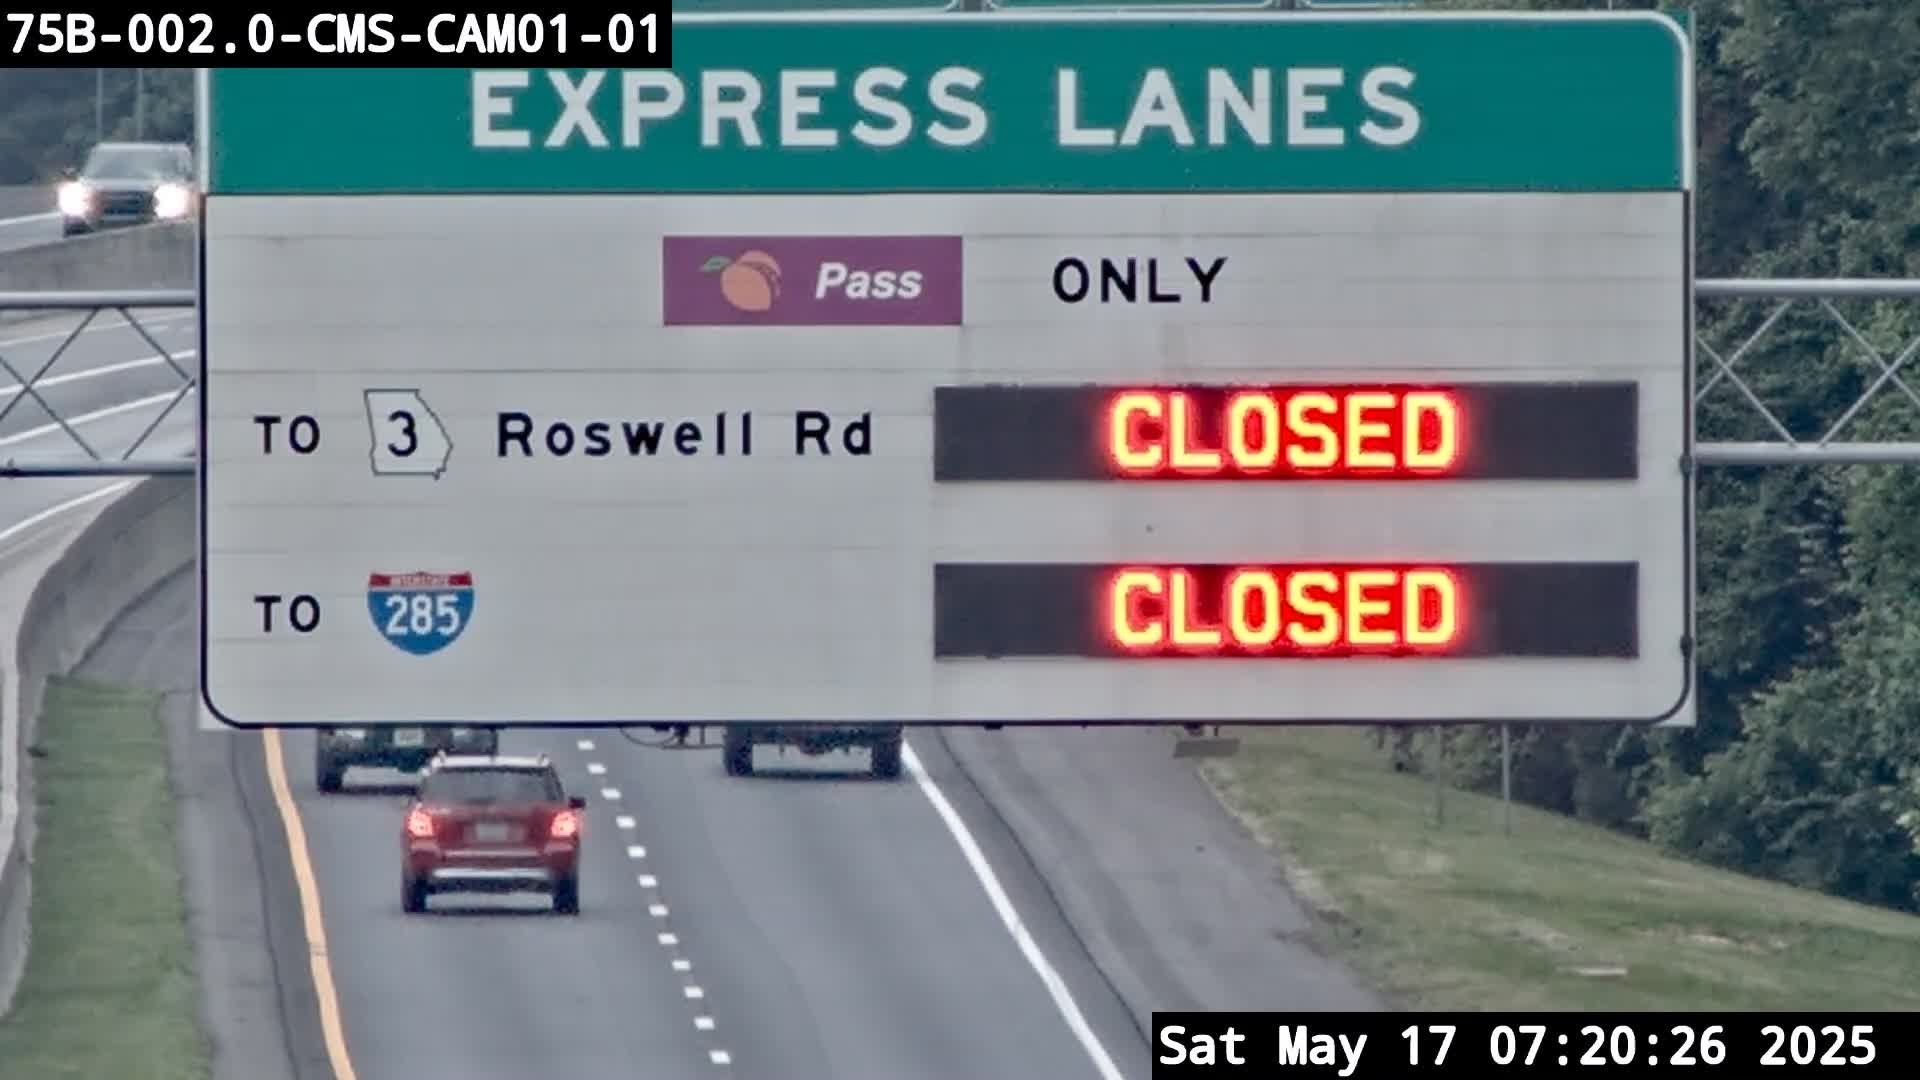 75B-002.0-CMS-CAM01-01
EXPRESS LANES
Pass ONLY
TO 3 Roswell Rd CLOSED
INTERSTATE
TO 285 CLOSED
Sat May 17 07:20:26 2025